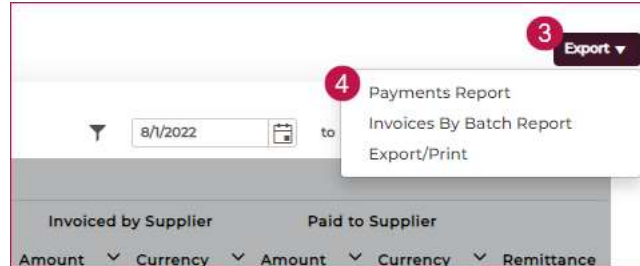 3
Export
4
Payments Report
Invoices By Batch Report
Export/Print
8/1/2022 to
Invoiced by Supplier Paid to Supplier
Amount Currency Amount Currency Remittance